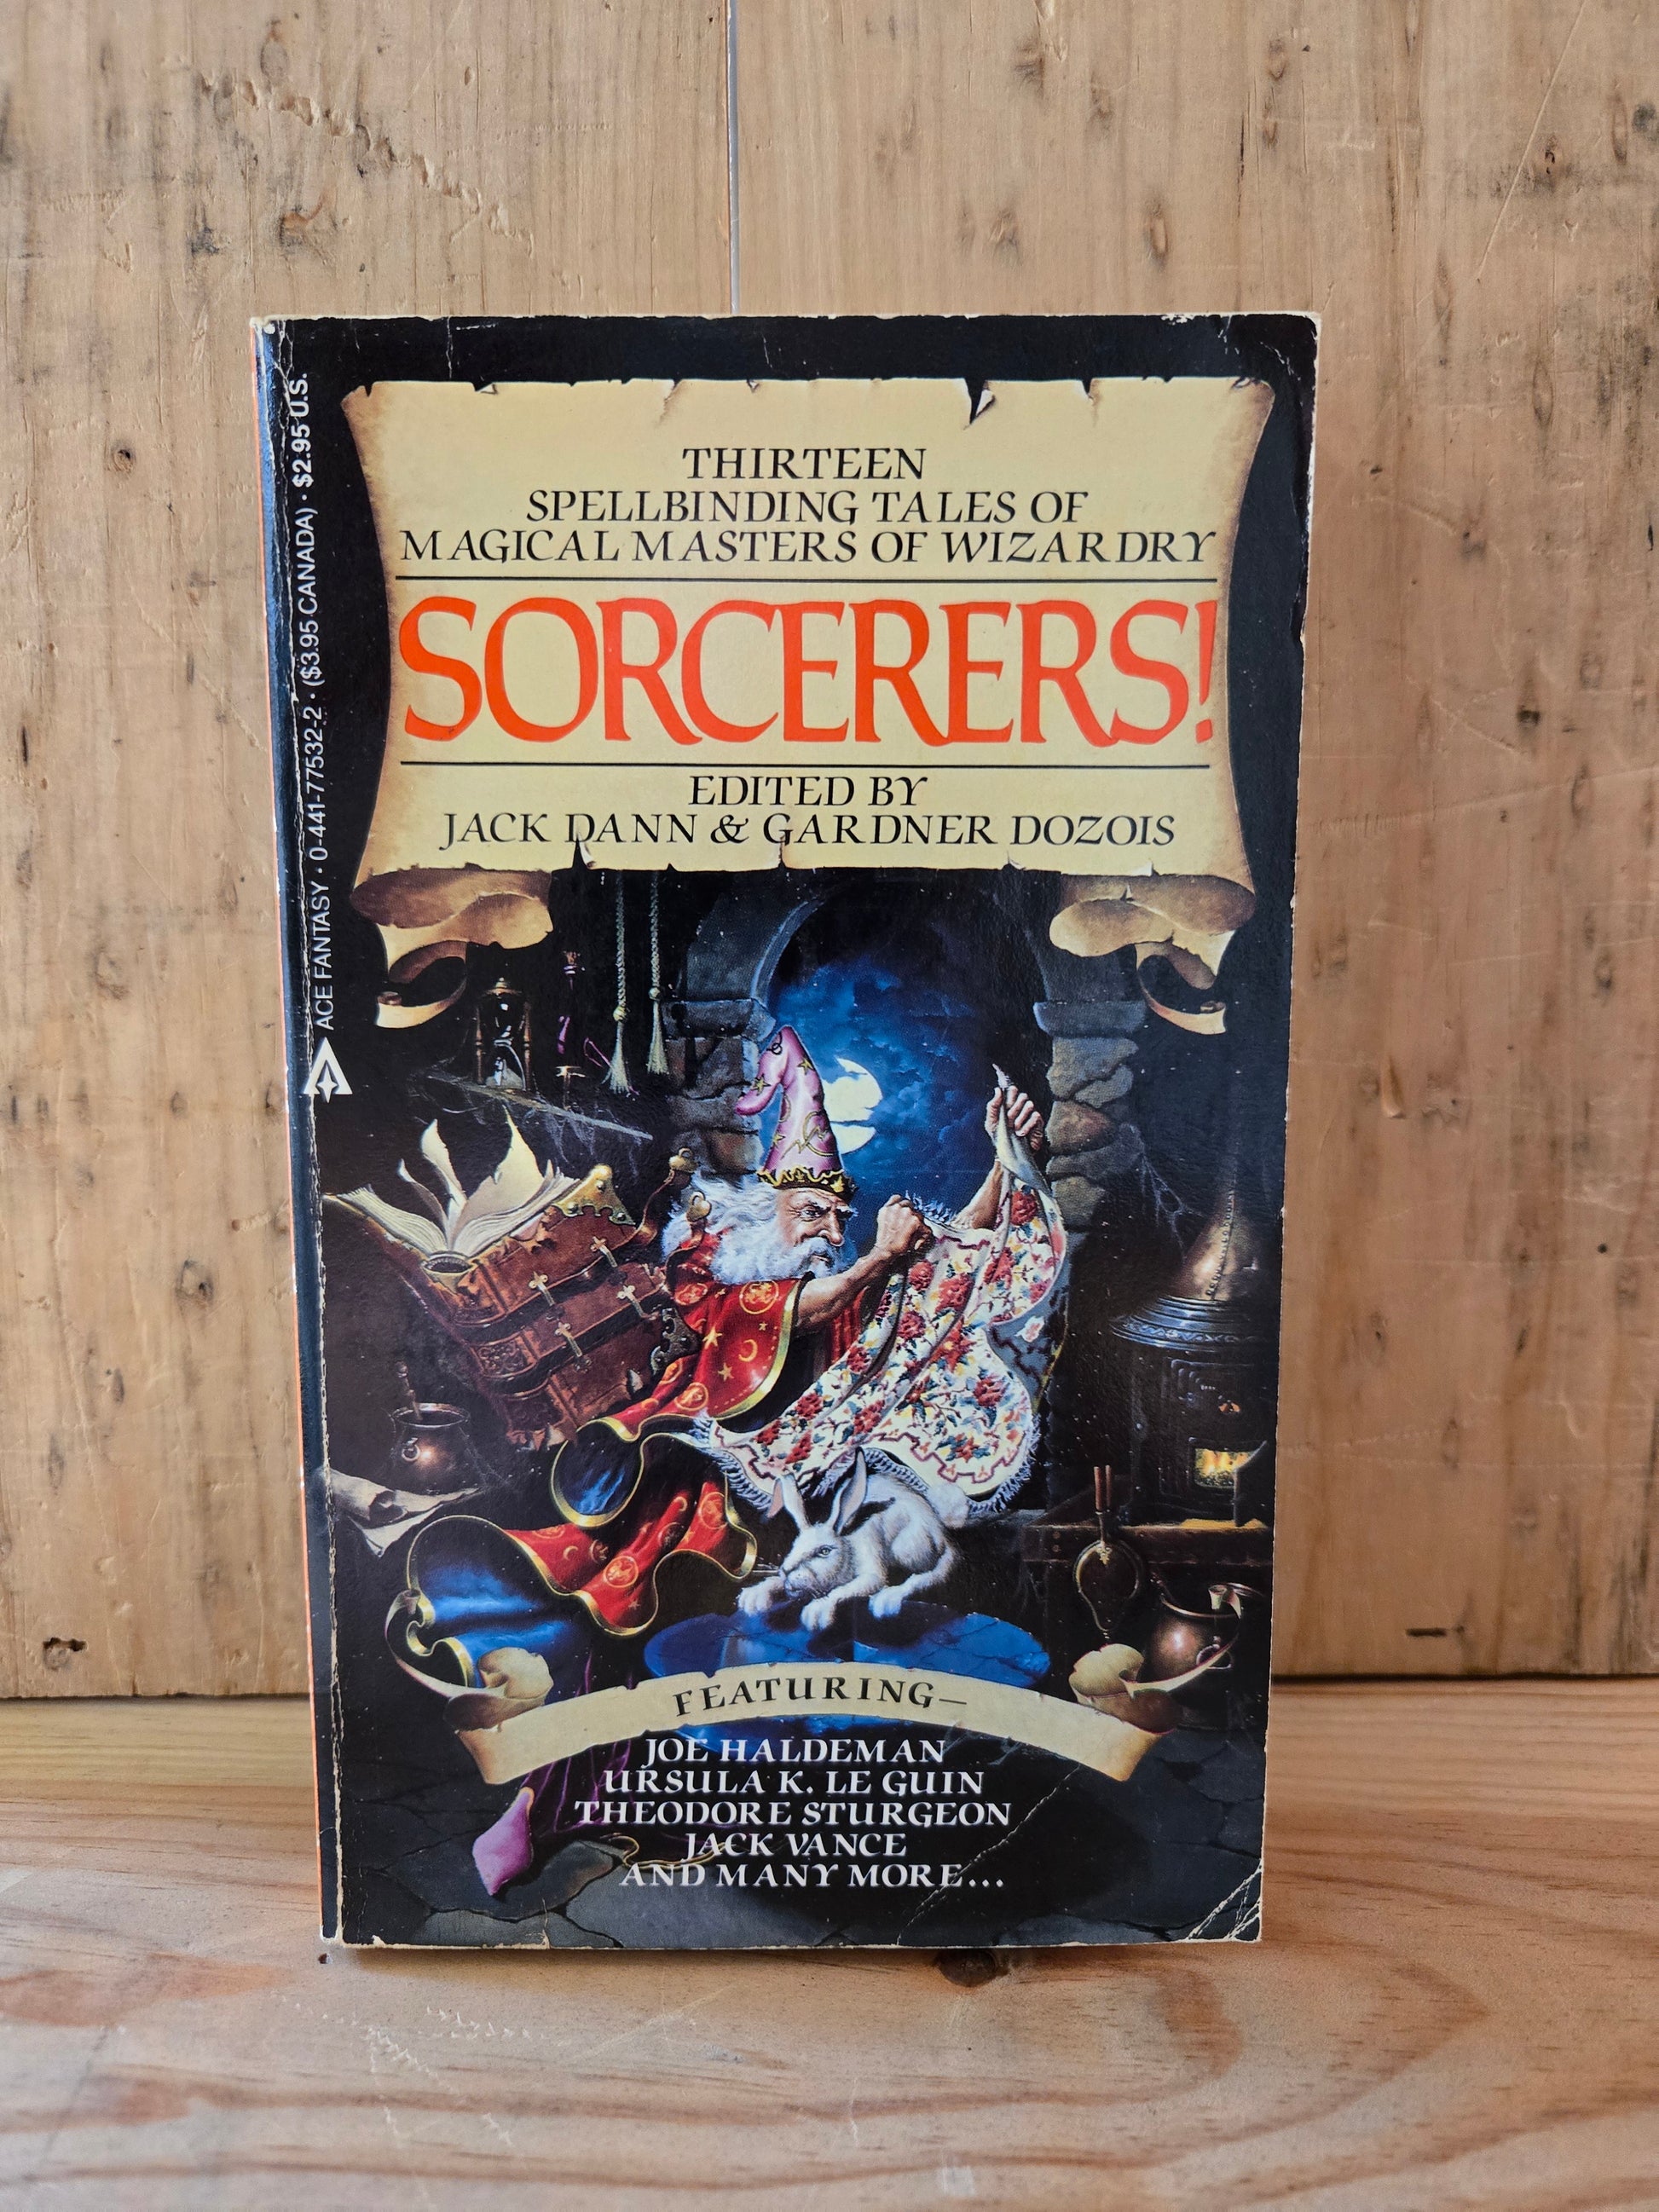 THIRTEEN
SPELLBINDING TALES OF
MAGICAL MASTERS OF WIZARDRY
SORCERERS!
EDITED BY
JACK DANN & GARDNER DOZOIS
ACE FANTASY • 0-441-77532-2 • ($3.95 CANADA) • $2.95 U.S.
FEATURING—
JOE HALDEMAN
URSULA K. LE GUIN
THEODORE STURGEON
JACK VANCE
AND MANY MORE...